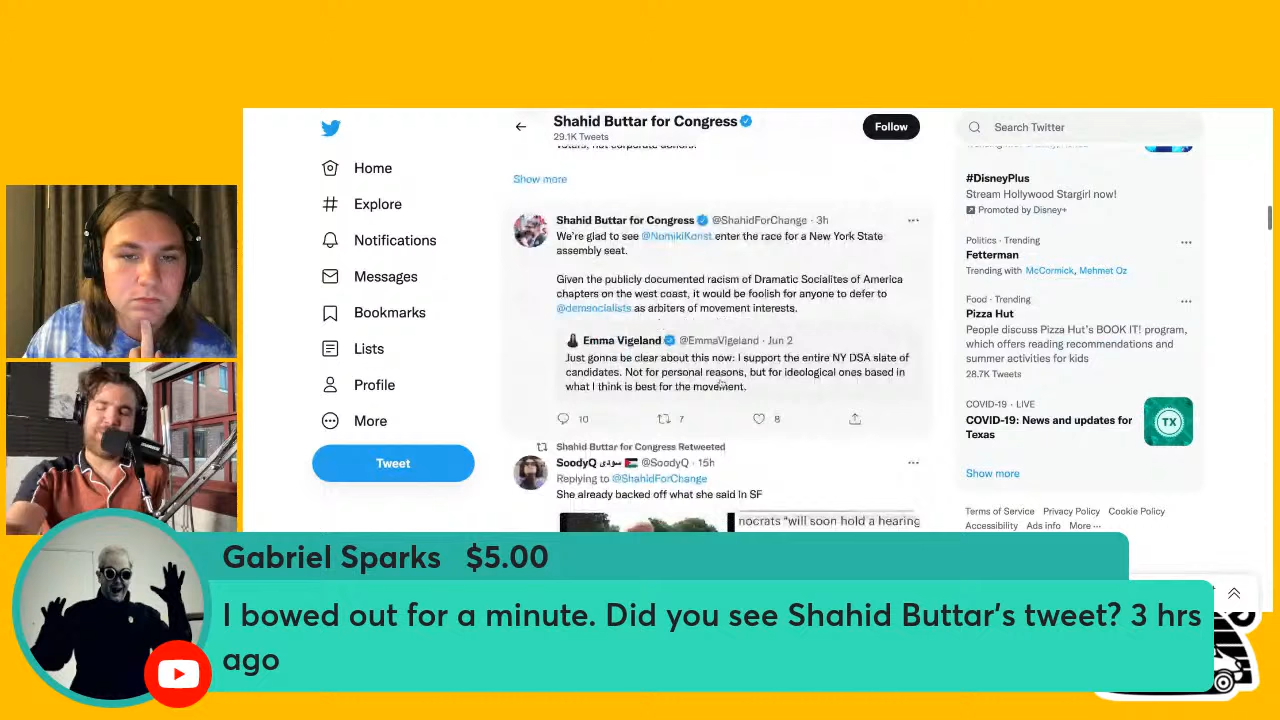 Shahid Buttar for Congress
29.1K Tweets
Follow
Search Twitter
voters, not corporate donors.
Show more
Home
Explore
Notifications
Messages
Bookmarks
Lists
Profile
More
Tweet
Shahid Buttar for Congress @ShahidForChange · 3h
We're glad to see @NomikiKonst enter the race for a New York State
assembly seat.
Given the publicly documented racism of Dramatic Socialites of America
chapters on the west coast, it would be foolish for anyone to defer to
@demsocialists as arbiters of movement interests.
Emma Vigeland @EmmaVigeland · Jun 2
Just gonna be clear about this now: I support the entire NY DSA slate of
candidates. Not for personal reasons, but for ideological ones based in
what I think is best for the movement.
10 7 8
Shahid Buttar for Congress Retweeted
SoodyQ سودي @SoodyQ · 15h
Replying to @ShahidForChange
She already backed off what she said in SF
nocrats "will soon hold a hearing
#DisneyPlus
Stream Hollywood Stargirl now!
Promoted by Disney+
Politics · Trending
Fetterman
Trending with McCormick, Mehmet Oz
Food · Trending
Pizza Hut
People discuss Pizza Hut's BOOK IT! program,
which offers reading recommendations and
summer activities for kids
28.7K Tweets
COVID-19 · LIVE
COVID-19: News and updates for
Texas
TX
Show more
Terms of Service Privacy Policy Cookie Policy
Accessibility Ads info More ···
Gabriel Sparks $5.00
I bowed out for a minute. Did you see Shahid Buttar's tweet? 3 hrs
ago